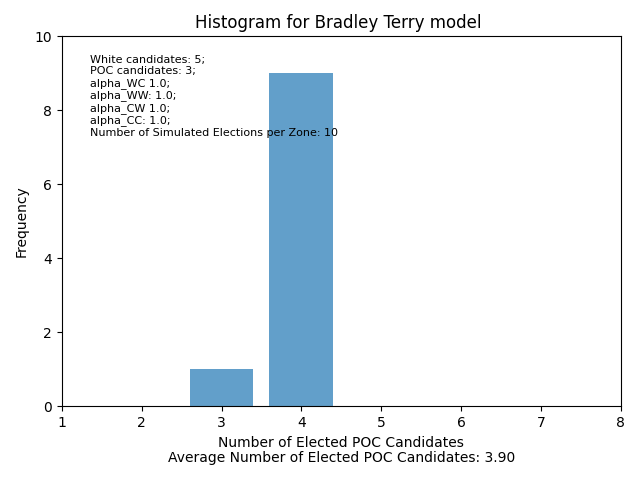 Histogram for Bradley Terry model
White candidates: 5;
POC candidates: 3;
alpha_WC 1.0;
alpha_WW: 1.0;
alpha_CW 1.0;
alpha_CC: 1.0;
Number of Simulated Elections per Zone: 10
Frequency
10
8
6
4
2
0
1 2 3 4 5 6 7 8
Number of Elected POC Candidates
Average Number of Elected POC Candidates: 3.90